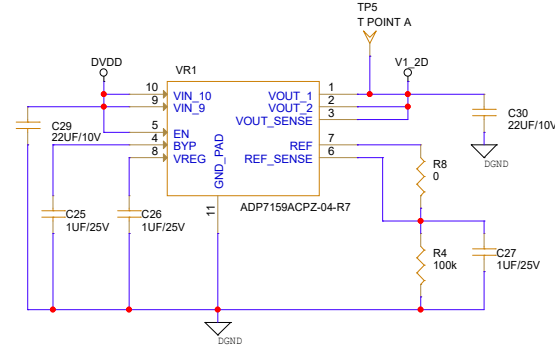 TP5
T POINT A
DVDD
VR1
V1_2D
10
VIN_10
VOUT_1
1
9
VIN_9
VOUT_2
2
VOUT_SENSE
3
5
EN
4
BYP
REF
7
8
VREG
REF_SENSE
6
GND_PAD
11
ADP7159ACPZ-04-R7
C29
22UF/10V
C30
22UF/10V
DGND
R8
0
C25
1UF/25V
C26
1UF/25V
R4
100k
C27
1UF/25V
DGND